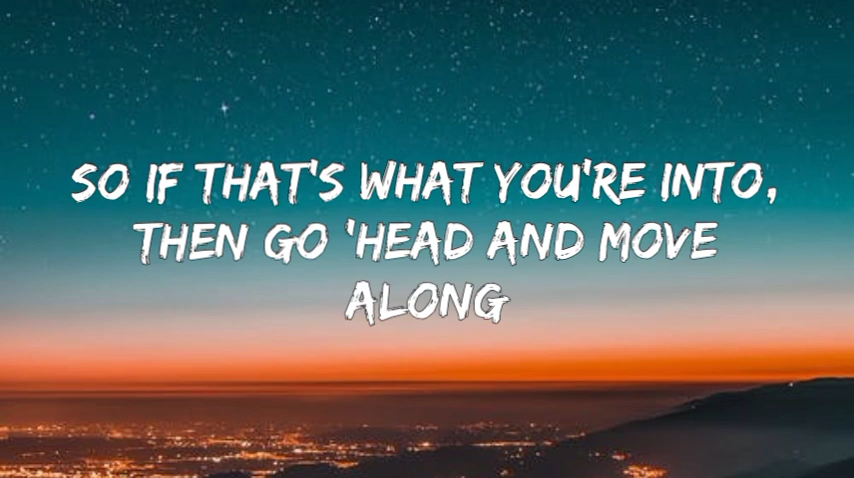 SO IF THAT'S WHAT YOU'RE INTO,
THEN GO 'HEAD AND MOVE
ALONG